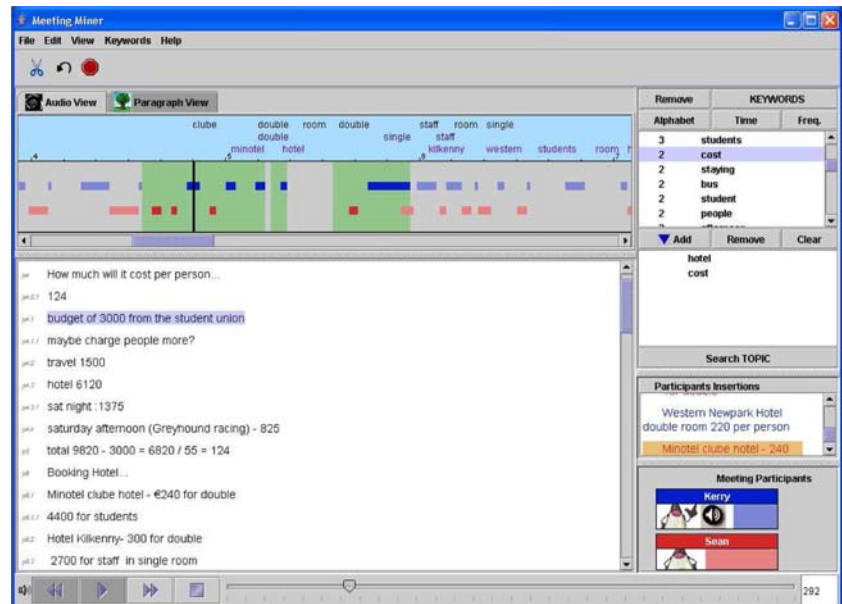 Meeting Miner
File Edit View Keywords Help
Audio View Paragraph View
clube double room double staff room single
double single staff
minotel hotel kilkenny western students room
4 5 6 7
How much will it cost per person...
124
budget of 3000 from the student union
maybe charge people more?
travel 1500
hotel 6120
sat night :1375
saturday afternoon (Greyhound racing) - 825
total 9820 - 3000 = 6820 / 55 = 124
Booking Hotel...
Minotel clube hotel - €240 for double
4400 for students
Hotel Kilkenny- 300 for double
2700 for staff in single room
Remove KEYWORDS
Alphabet Time Freq.
3 students
2 cost
2 staying
2 bus
2 student
2 people
Add Remove Clear
hotel
cost
Search TOPIC
Participants Insertions
Western Newpark Hotel
double room 220 per person
Minotel clube hotel - 240
Meeting Participants
Kerry
Sean
292